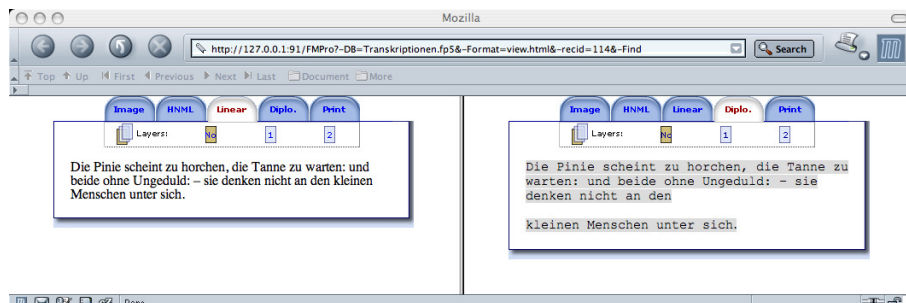 Mozilla
http://127.0.0.1:91/FMPro?-DB=Transkriptionen.fp5&-Format=view.html&-recid=114&-Find
Search
Top Up First Previous Next Last Document More
Image HNML Linear Diplo. Print
Layers: No 1 2
Die Pinie scheint zu horchen, die Tanne zu warten: und
beide ohne Ungeduld: – sie denken nicht an den kleinen
Menschen unter sich.
Image HNML Linear Diplo. Print
Layers: No 1 2
Die Pinie scheint zu horchen, die Tanne zu
warten: und beide ohne Ungeduld: – sie
denken nicht an den
kleinen Menschen unter sich.